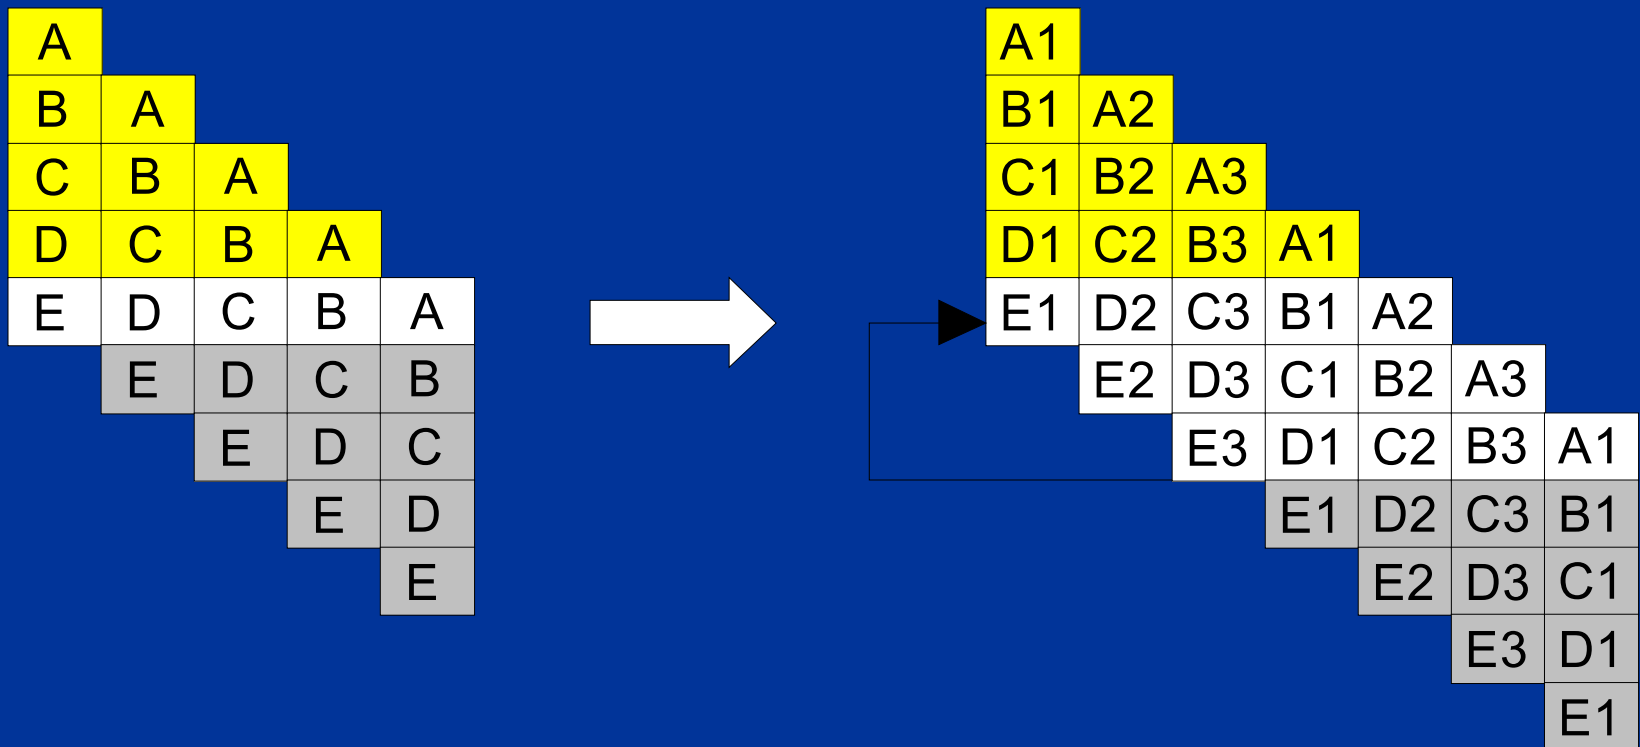 A
B A
C B A
D C B A
E D C B A
E D C B
E D C
E D
E
A1
B1 A2
C1 B2 A3
D1 C2 B3 A1
E1 D2 C3 B1 A2
E2 D3 C1 B2 A3
E3 D1 C2 B3 A1
E1 D2 C3 B1
E2 D3 C1
E3 D1
E1